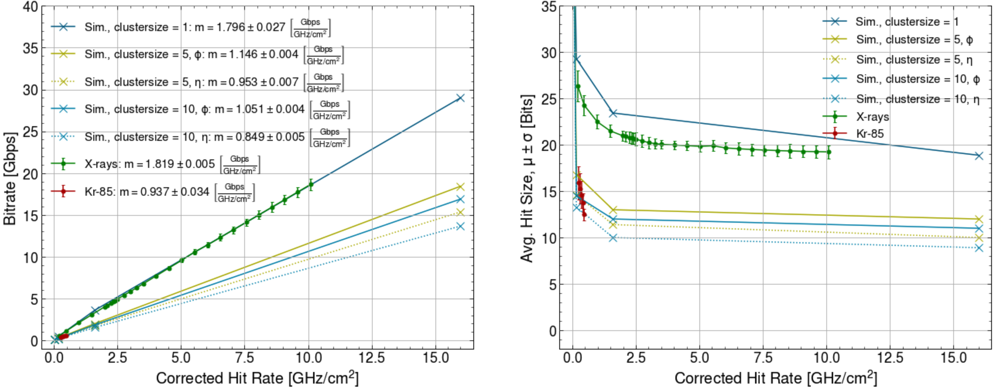 40
35
30
25
20
15
10
5
0
Bitrate [Gbps]
Sim., clustersize = 1: m = 1.796 ± 0.027 [Gbps / GHz/cm²]
Sim., clustersize = 5, ϕ: m = 1.146 ± 0.004 [Gbps / GHz/cm²]
Sim., clustersize = 5, η: m = 0.953 ± 0.007 [Gbps / GHz/cm²]
Sim., clustersize = 10, ϕ: m = 1.051 ± 0.004 [Gbps / GHz/cm²]
Sim., clustersize = 10, η: m = 0.849 ± 0.005 [Gbps / GHz/cm²]
X-rays: m = 1.819 ± 0.005 [Gbps / GHz/cm²]
Kr-85: m = 0.937 ± 0.034 [Gbps / GHz/cm²]
0.0 2.5 5.0 7.5 10.0 12.5 15.0
Corrected Hit Rate [GHz/cm²]
35
30
25
20
15
10
5
0
Avg. Hit Size, μ ± σ [Bits]
Sim., clustersize = 1
Sim., clustersize = 5, ϕ
Sim., clustersize = 5, η
Sim., clustersize = 10, ϕ
Sim., clustersize = 10, η
X-rays
Kr-85
0.0 2.5 5.0 7.5 10.0 12.5 15.0
Corrected Hit Rate [GHz/cm²]